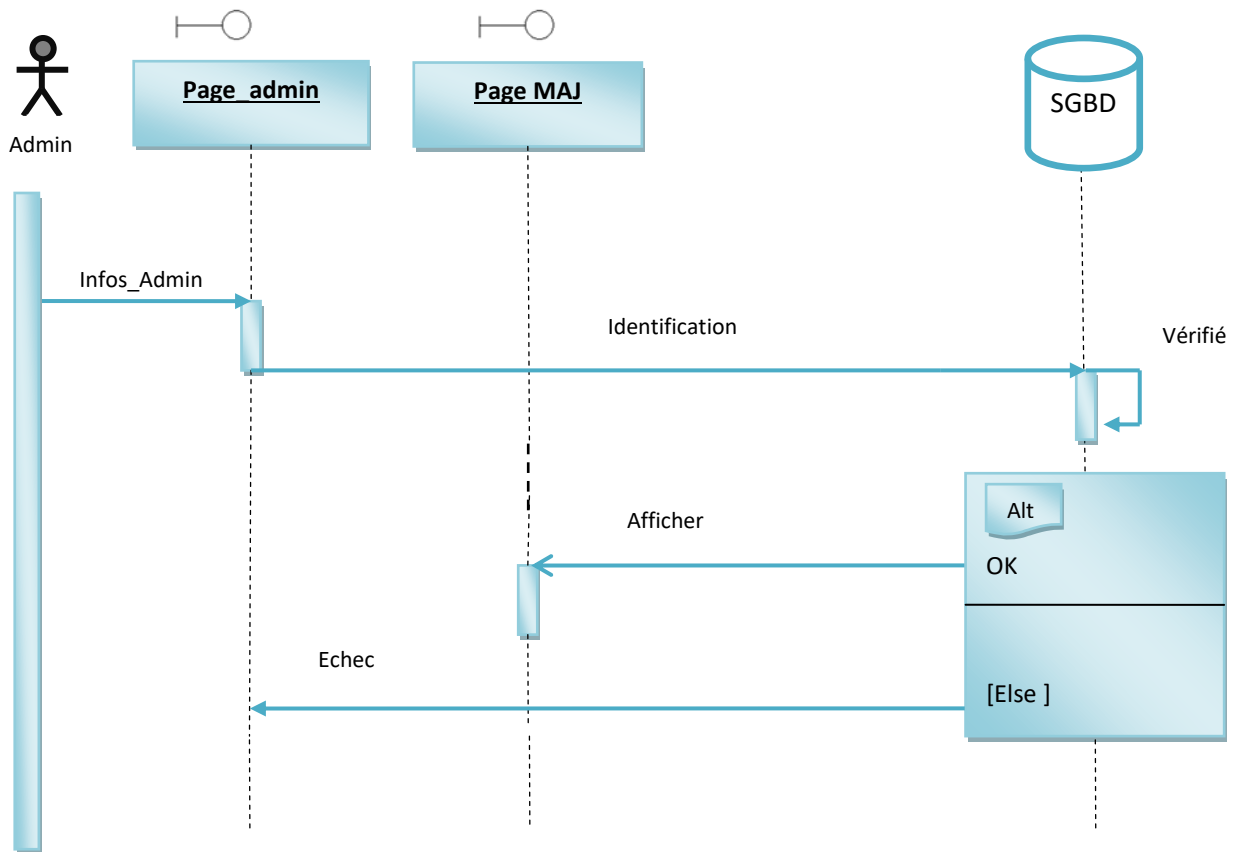 Page_admin
Page MAJ
SGBD
Admin
Infos_Admin
Identification
Vérifié
Alt
Afficher
OK
Echec
[Else ]